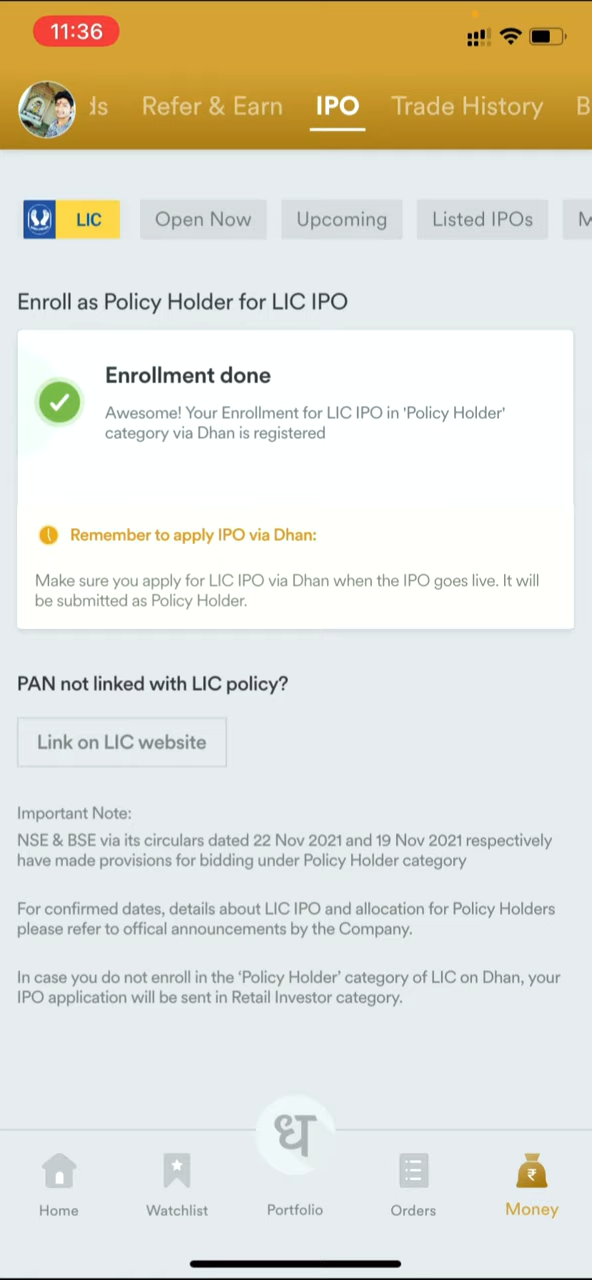 11:36
ds Refer & Earn IPO Trade History B
LIC Open Now Upcoming Listed IPOs M
Enroll as Policy Holder for LIC IPO
Enrollment done
Awesome! Your Enrollment for LIC IPO in 'Policy Holder'
category via Dhan is registered
Remember to apply IPO via Dhan:
Make sure you apply for LIC IPO via Dhan when the IPO goes live. It will
be submitted as Policy Holder.
PAN not linked with LIC policy?
Link on LIC website
Important Note:
NSE & BSE via its circulars dated 22 Nov 2021 and 19 Nov 2021 respectively
have made provisions for bidding under Policy Holder category
For confirmed dates, details about LIC IPO and allocation for Policy Holders
please refer to offical announcements by the Company.
In case you do not enroll in the ‘Policy Holder’ category of LIC on Dhan, your
IPO application will be sent in Retail Investor category.
ध
₹
Home Watchlist Portfolio Orders Money